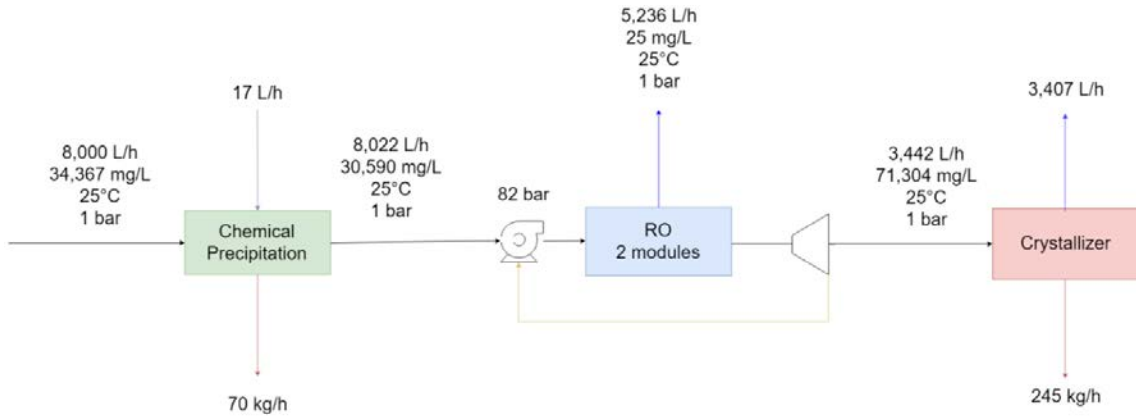 5,236 L/h
25 mg/L
25°C
1 bar
17 L/h
3,407 L/h
8,000 L/h
34,367 mg/L
25°C
1 bar
8,022 L/h
30,590 mg/L
25°C
1 bar
82 bar
3,442 L/h
71,304 mg/L
25°C
1 bar
Chemical
Precipitation
RO
2 modules
Crystallizer
70 kg/h
245 kg/h